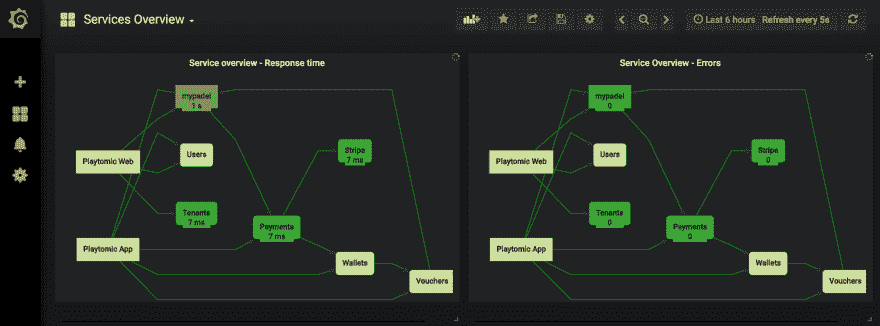 Services Overview
Last 6 hours Refresh every 5s
Service overview - Response time
mypadel
1 s
Playtomic Web
Users
Stripe
7 ms
Tenants
7 ms
Payments
7 ms
Playtomic App
Wallets
Vouchers
Service Overview - Errors
mypadel
0
Playtomic Web
Users
Stripe
0
Tenants
0
Payments
0
Playtomic App
Wallets
Vouchers